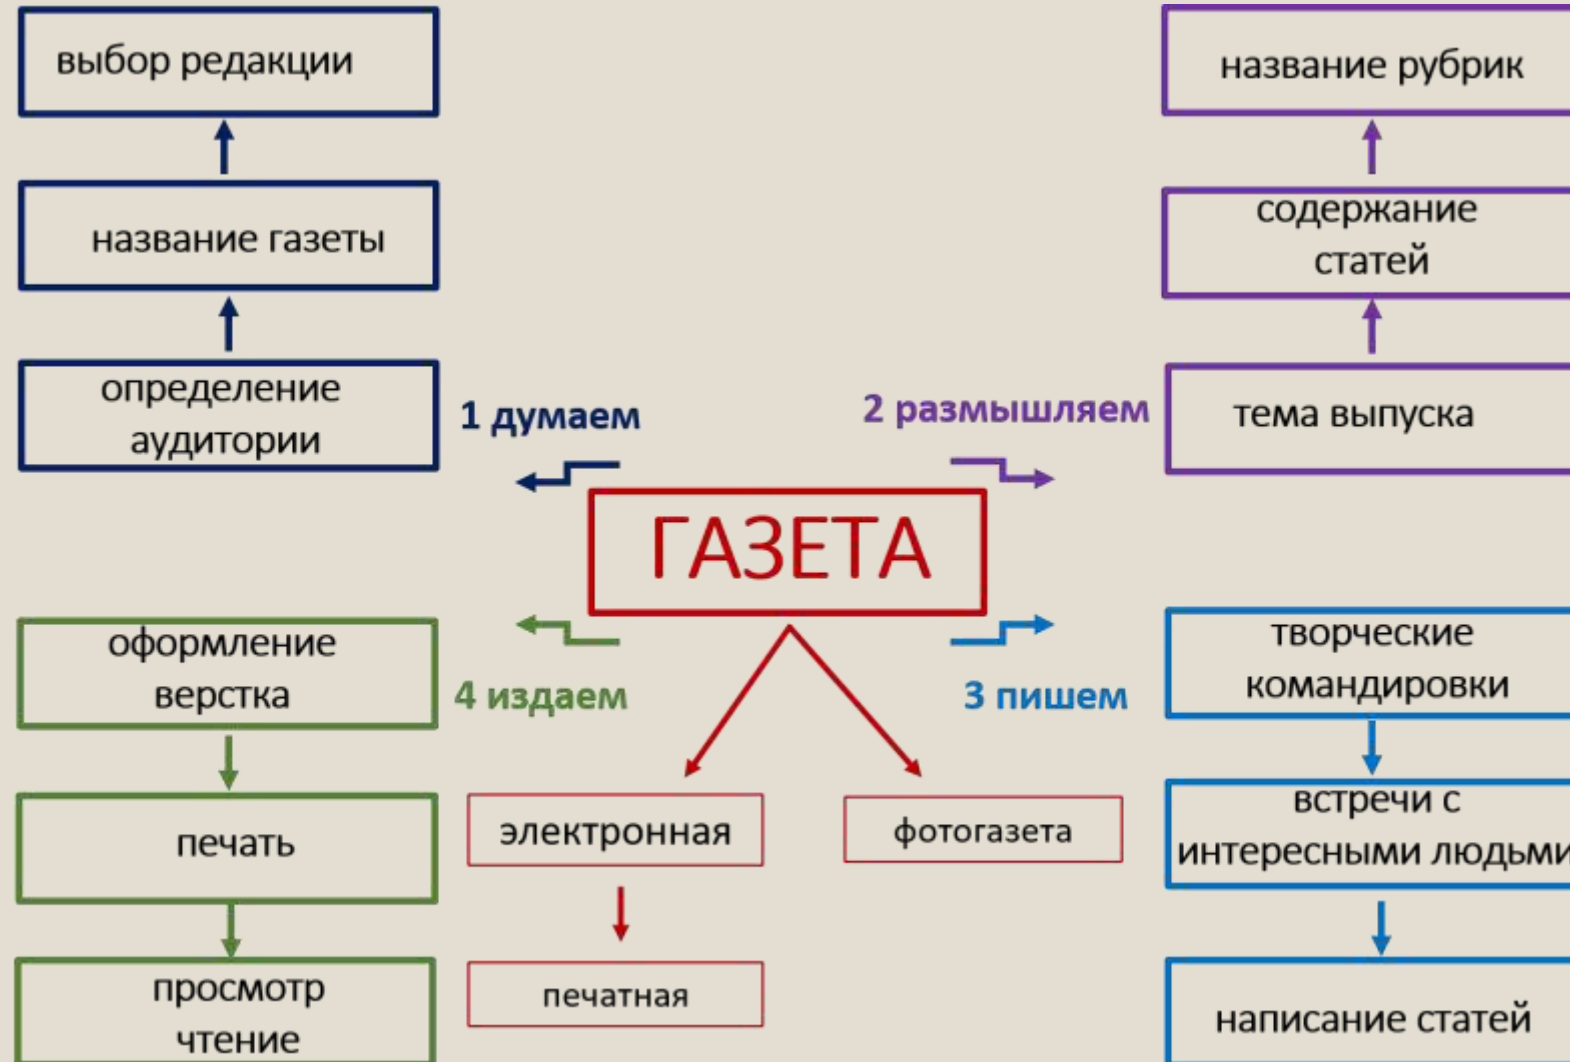 выбор редакции
название газеты
определение
аудитории
1 думаем
название рубрик
содержание
статей
тема выпуска
2 размышляем
ГАЗЕТА
3 пишем
творческие
командировки
встречи с
интересными людьми
написание статей
4 издаем
оформление
верстка
печать
просмотр
чтение
электронная
печатная
фотогазета